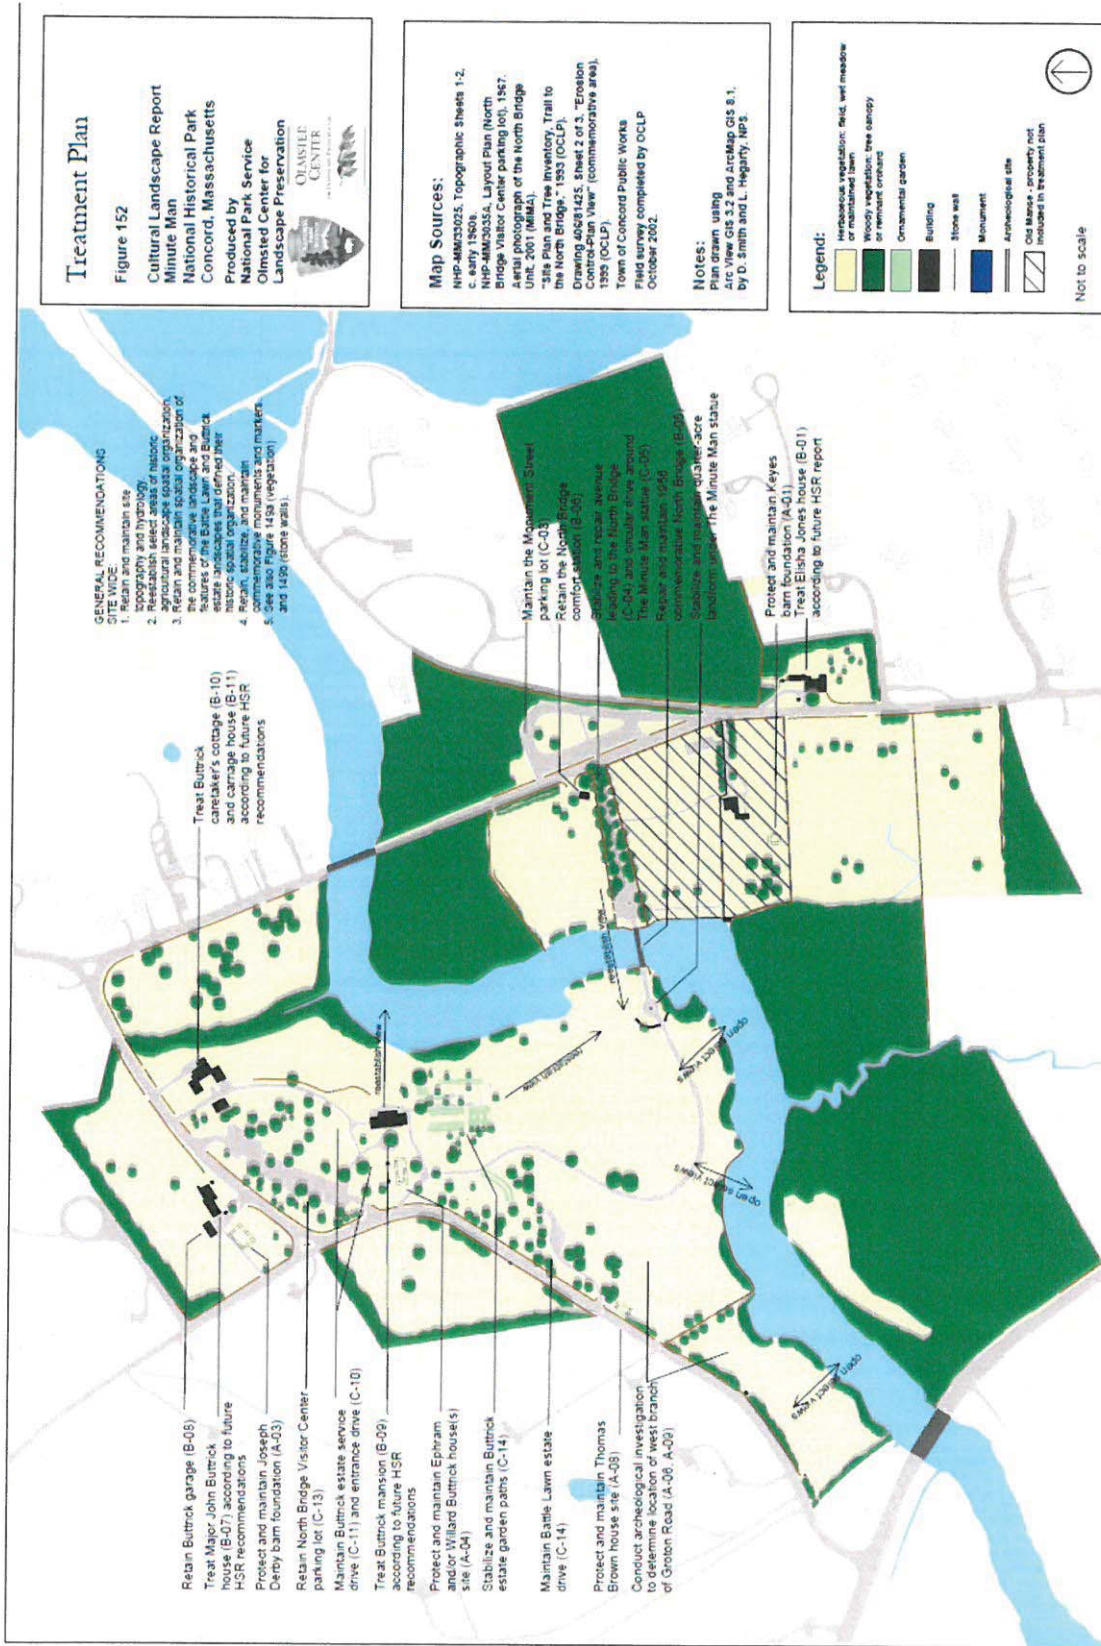 Treatment Plan
Figure 152
Cultural Landscape Report
Minute Man
National Historical Park
Concord, Massachusetts
Produced by
National Park Service
Olmsted Center for
Landscape Preservation
OLMSTED
CENTER
Map Sources:
NHP-MM/33025, Topographic Sheets 1-2,
c. early 1960s.
NHP-MM/3035A, Layout Plan (North
Bridge Visitor Center parking lot), 1967.
Aerial photograph of the North Bridge
Unit, 2001 (MIMA).
"Site Plan and Tree Inventory, Trail to
the North Bridge," 1993 (OCLP).
Drawing 406/81425, Sheet 2 of 3, "Erosion
Control-Plan View" (commemorative area),
1999 (OCLP).
Town of Concord Public Works
Field survey completed by OCLP
October 2002.
Notes:
Plan drawn using
Arc View GIS 3.2 and ArcMap GIS 8.1,
by D. Smith and L. Hegarty, NPS.
Legend:
Herbaceous vegetation: field, wet meadow
or maintained lawn
Woody vegetation: tree canopy
or remnant orchard
Ornamental garden
Building
Stone wall
Monument
Archeological site
Old Manse - property not
included in treatment plan
Not to scale
GENERAL RECOMMENDATIONS
SITE WIDE:
1. Retain and maintain site
topography and hydrology.
2. Reestablish select areas of historic
agricultural landscape spatial organization.
3. Retain and maintain spatial organization of
the commemorative landscape and
features of the Battle Lawn and Buttrick
estate landscapes that defined their
historic spatial organization.
4. Retain, stabilize, and maintain
commemorative monuments and markers.
5. See also Figure 149a (vegetation)
and 149b (stone walls).
Treat Buttrick
caretaker's cottage (B-10)
and carriage house (B-11)
according to future HSR
recommendations
Maintain the Monument Street
parking lot (C-03)
Retain the North Bridge
comfort station (B-06)
Stabilize and repair avenue
leading to the North Bridge
(C-04) and circular drive around
The Minute Man statue (C-05)
Repair and maintain 1956
commemorative North Bridge (B-05)
Stabilize and maintain quarter-acre
landform under The Minute Man statue
Protect and maintain Keyes
barn foundation (A-01)
Treat Elisha Jones house (B-01)
according to future HSR report
reestablish view
reestablish view
reestablish view
open select views
open select views
open select views
Retain Buttrick garage (B-08)
Treat Major John Buttrick
house (B-07) according to future
HSR recommendations
Protect and maintain Joseph
Derby barn foundation (A-03)
Retain North Bridge Visitor Center
parking lot (C-13)
Maintain Buttrick estate service
drive (C-11) and entrance drive (C-10)
Treat Buttrick mansion (B-09)
according to future HSR
recommendations
Protect and maintain Ephram
and/or Willard Buttrick house(s)
site (A-04)
Stabilize and maintain Buttrick
estate garden paths (C-14)
Maintain Battle Lawn estate
drive (C-14)
Protect and maintain Thomas
Brown house site (A-08)
Conduct archeological investigation
to determine location of west branch
of Groton Road (A-06, A-09)